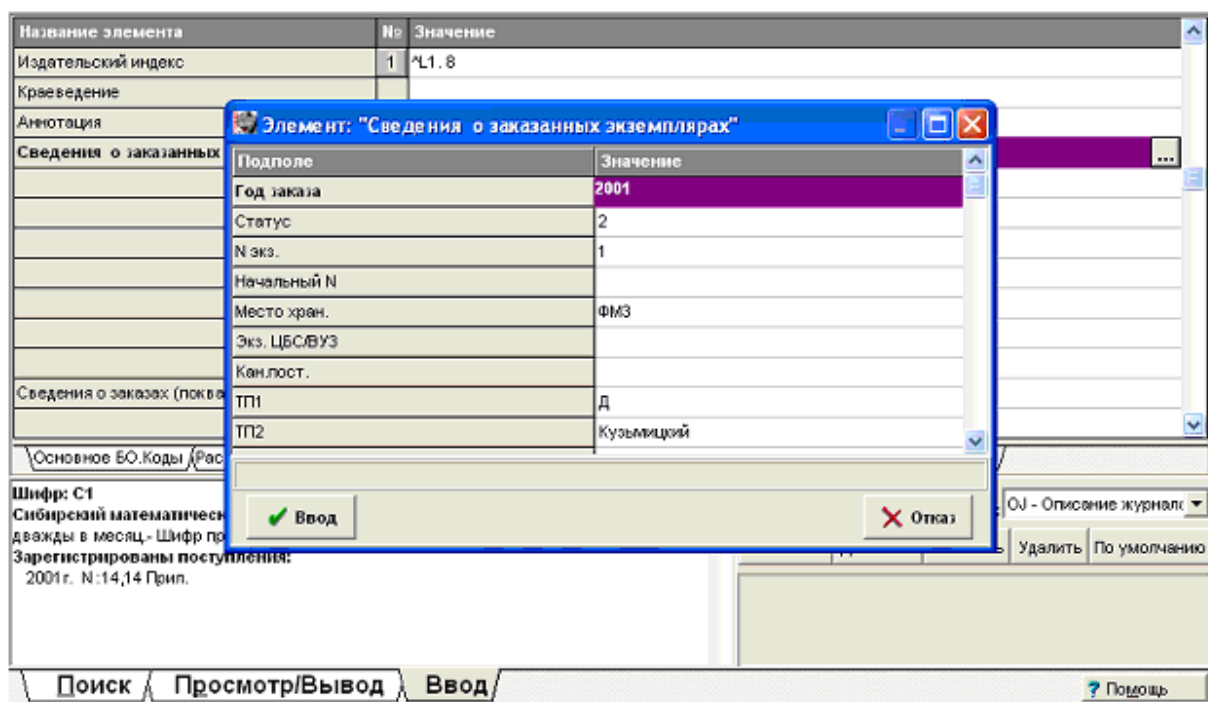 Название элемента № Значение
Издательский индекс 1 ^L1.8
Краеведение
Аннотация
Элемент: "Сведения о заказанных экземплярах"
Сведения о заказанных ...
Подполе Значение
Год заказа 2001
Статус 2
N экз. 1
Начальный N
Место хран. ФМЗ
Экз. ЦБС/ВУЗ
Кан.пост.
Сведения о заказах (поква
ТП1 Д
ТП2 Кузьмицкий
Основное БО.Коды Рас
Ввод Отказ
Шифр: С1
Сибирский математическ
дважды в месяц.- Шифр пр
Зарегистрированы поступления:
2001г. N:14,14 Прил.
OJ - Описание журнал
Удалить По умолчанию
Поиск Просмотр/Вывод Ввод
? Помощь